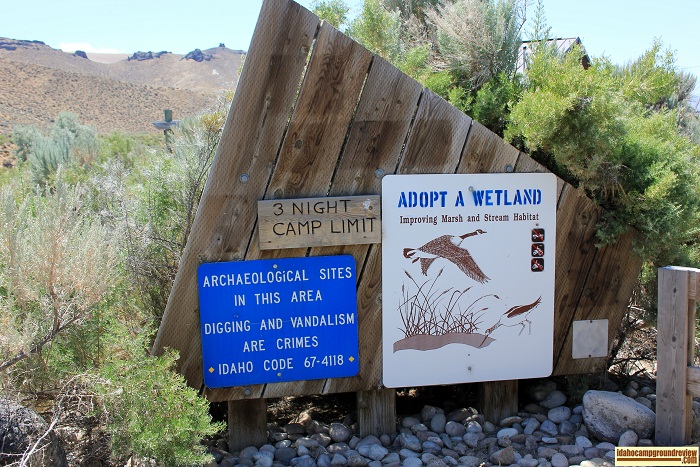 3 NIGHT
CAMP LIMIT
ARCHAEOLOGICAL SITES
IN THIS AREA
DIGGING AND VANDALISM
ARE CRIMES
IDAHO CODE 67-4118
ADOPT A WETLAND
Improving Marsh and Stream Habitat
idahocampgroundreview
.com